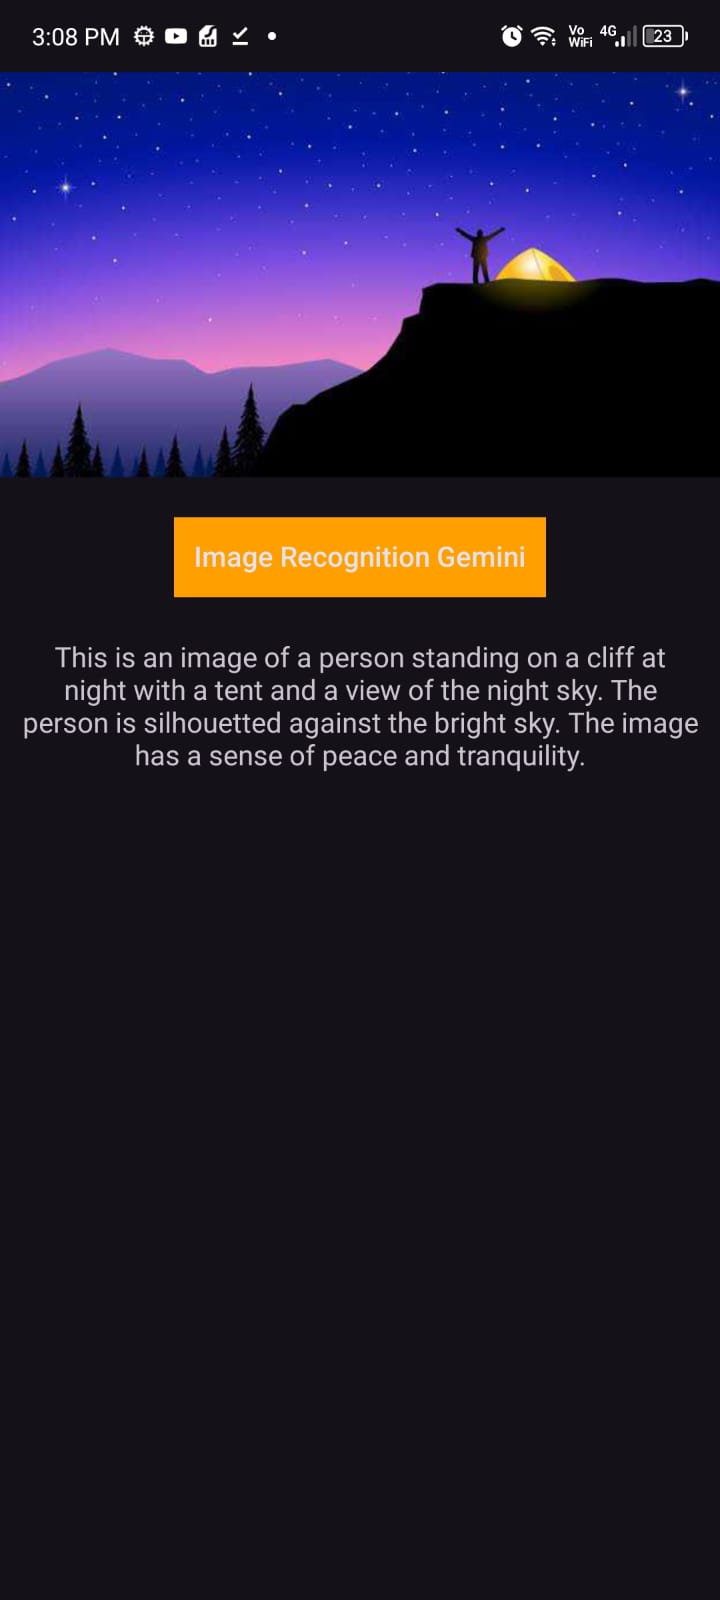 3:08 PM
Vo
WiFi
4G
23
Image Recognition Gemini
This is an image of a person standing on a cliff at
night with a tent and a view of the night sky. The
person is silhouetted against the bright sky. The image
has a sense of peace and tranquility.